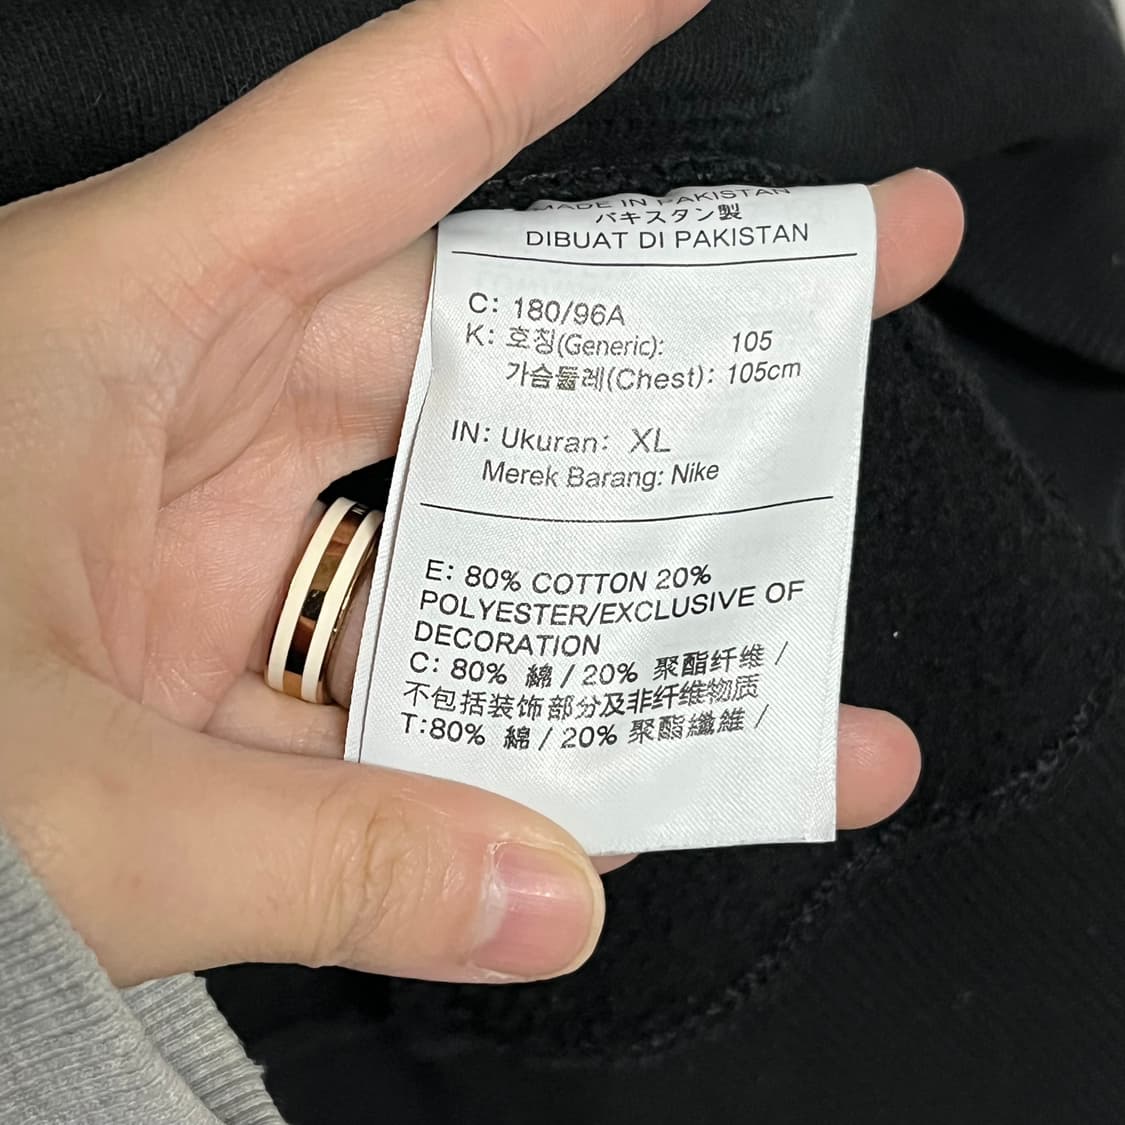 MADE IN PAKISTAN
パキスタン製
DIBUAT DI PAKISTAN
C: 180/96A
K: 호칭(Generic): 105
가슴둘레(Chest): 105cm
IN: Ukuran: XL
Merek Barang: Nike
E: 80% COTTON 20%
POLYESTER/EXCLUSIVE OF
DECORATION
C: 80% 綿 / 20% 聚酯纤维 /
不包括装饰部分及非纤维物质
T:80% 綿 / 20% 聚酯纖維 /